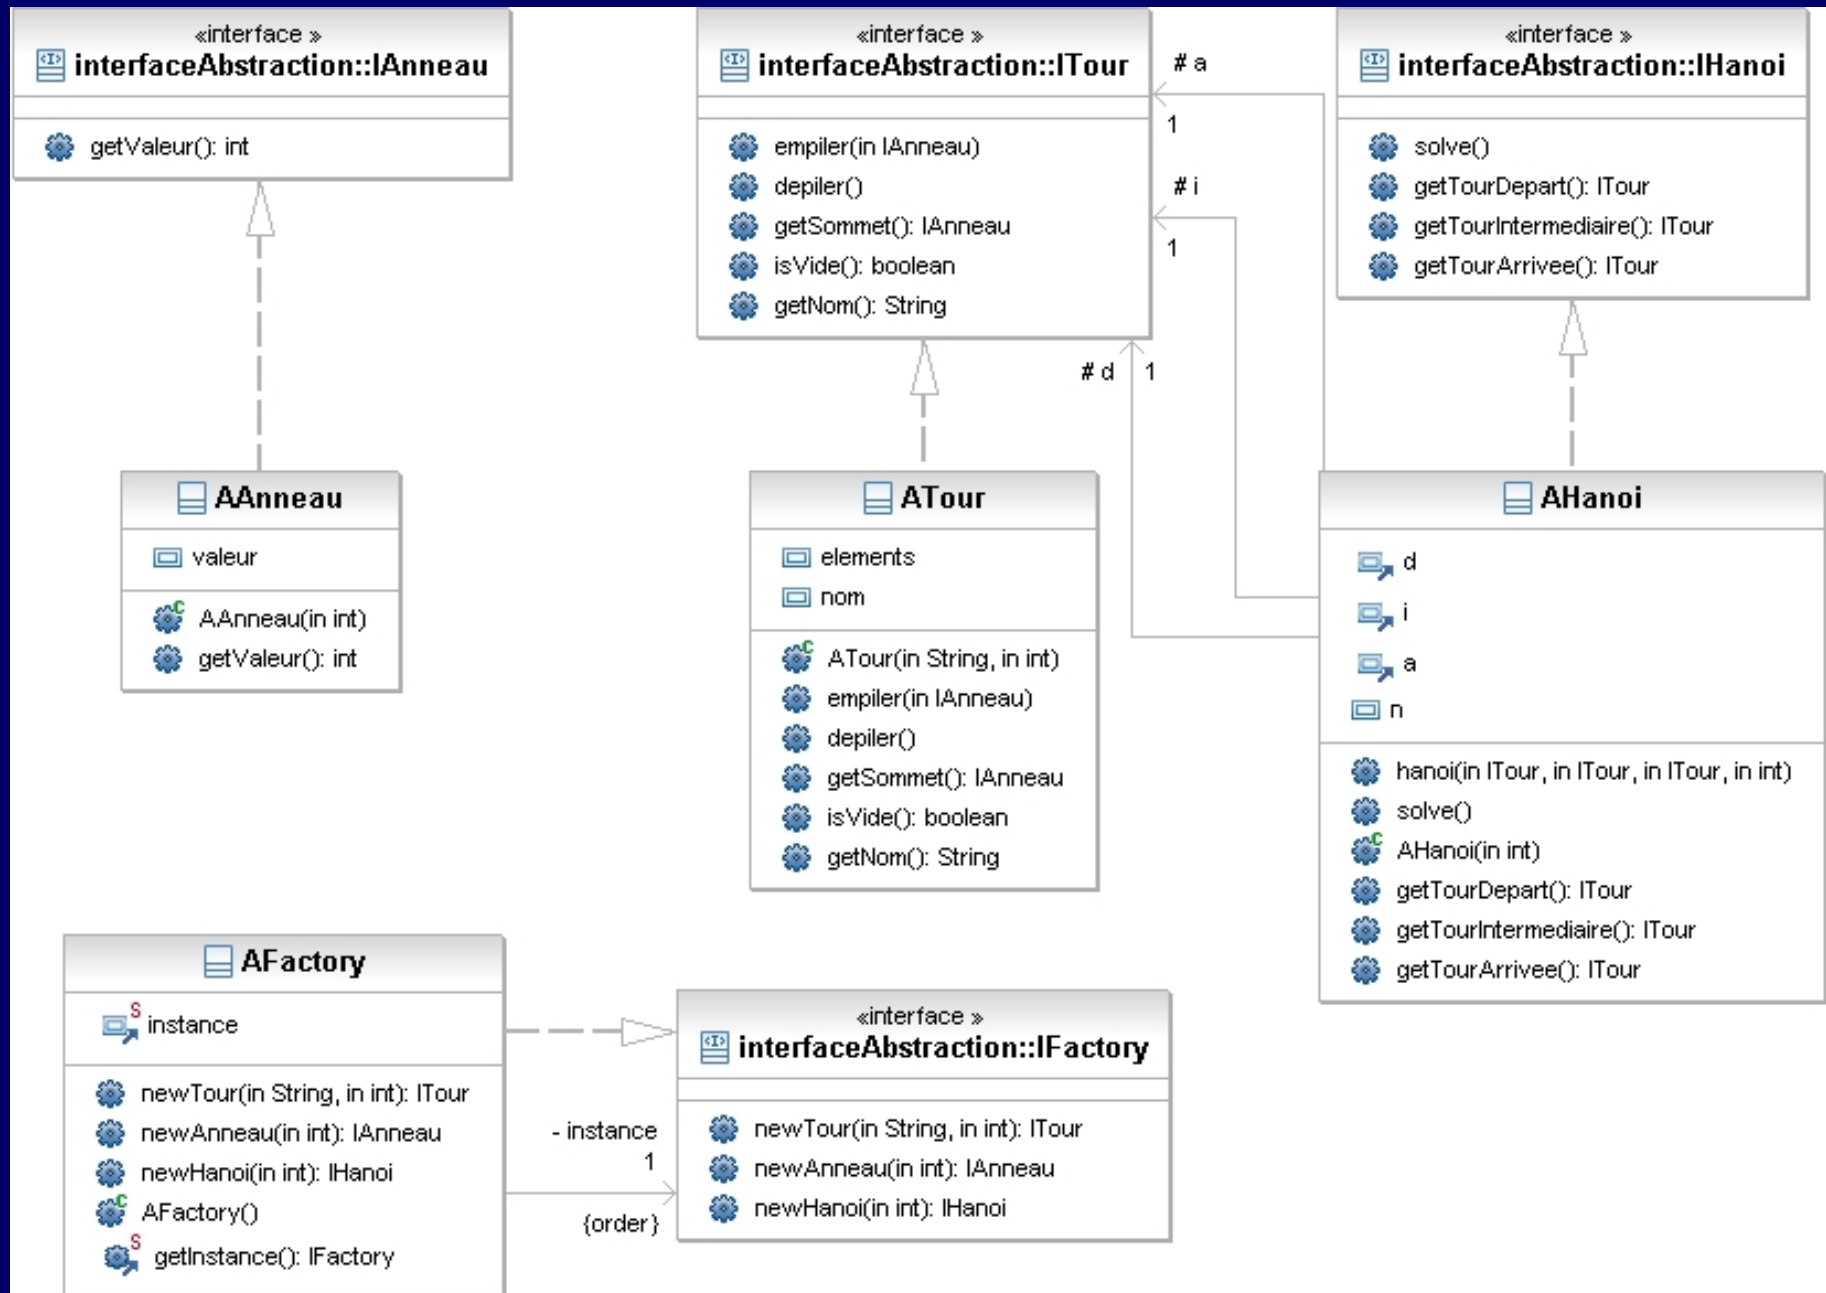 «interface »
interfaceAbstraction::IAnneau
getValeur(): int
«interface »
interfaceAbstraction::ITour
empiler(in IAnneau)
depiler()
getSommet(): IAnneau
isVide(): boolean
getNom(): String
# a
1
# i
1
# d
1
«interface »
interfaceAbstraction::IHanoi
solve()
getTourDepart(): ITour
getTourIntermediaire(): ITour
getTourArrivee(): ITour
AAnneau
valeur
AAnneau(in int)
getValeur(): int
ATour
elements
nom
ATour(in String, in int)
empiler(in IAnneau)
depiler()
getSommet(): IAnneau
isVide(): boolean
getNom(): String
AHanoi
d
i
a
n
hanoi(in ITour, in ITour, in ITour, in int)
solve()
AHanoi(in int)
getTourDepart(): ITour
getTourIntermediaire(): ITour
getTourArrivee(): ITour
AFactory
instance
newTour(in String, in int): ITour
newAnneau(in int): IAnneau
newHanoi(in int): IHanoi
AFactory()
getInstance(): IFactory
- instance
1
{order}
«interface »
interfaceAbstraction::IFactory
newTour(in String, in int): ITour
newAnneau(in int): IAnneau
newHanoi(in int): IHanoi